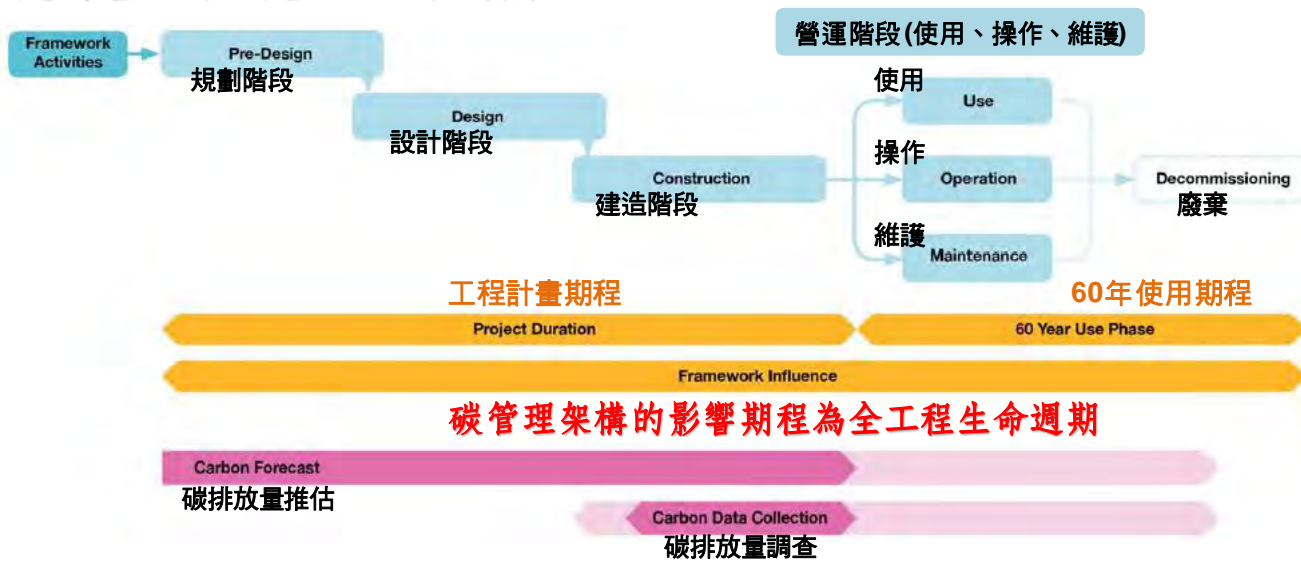 Framework
Activities
Pre-Design
規劃階段
Design
設計階段
Construction
建造階段
營運階段(使用、操作、維護)
使用
Use
操作
Operation
維護
Maintenance
Decommissioning
廢棄
工程計畫期程
60年使用期程
Project Duration
60 Year Use Phase
Framework Influence
碳管理架構的影響期程為全工程生命週期
Carbon Forecast
碳排放量推估
Carbon Data Collection
碳排放量調查